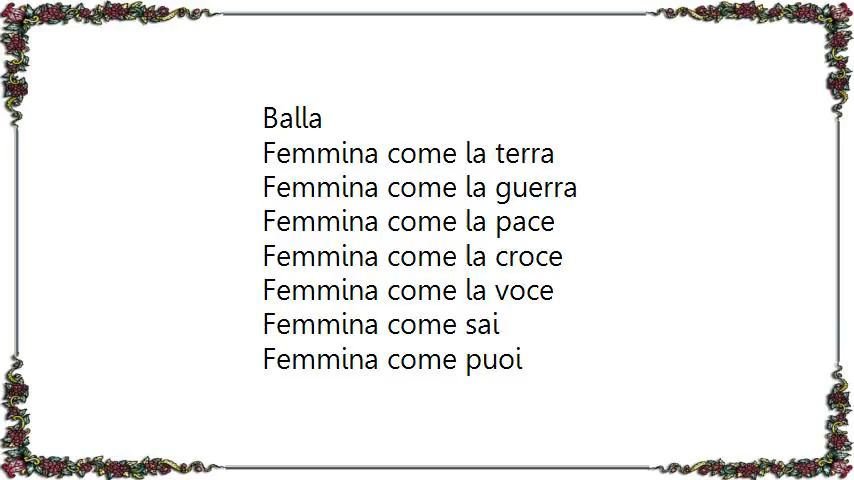 Balla
Femmina come la terra
Femmina come la guerra
Femmina come la pace
Femmina come la croce
Femmina come la voce
Femmina come sai
Femmina come puoi